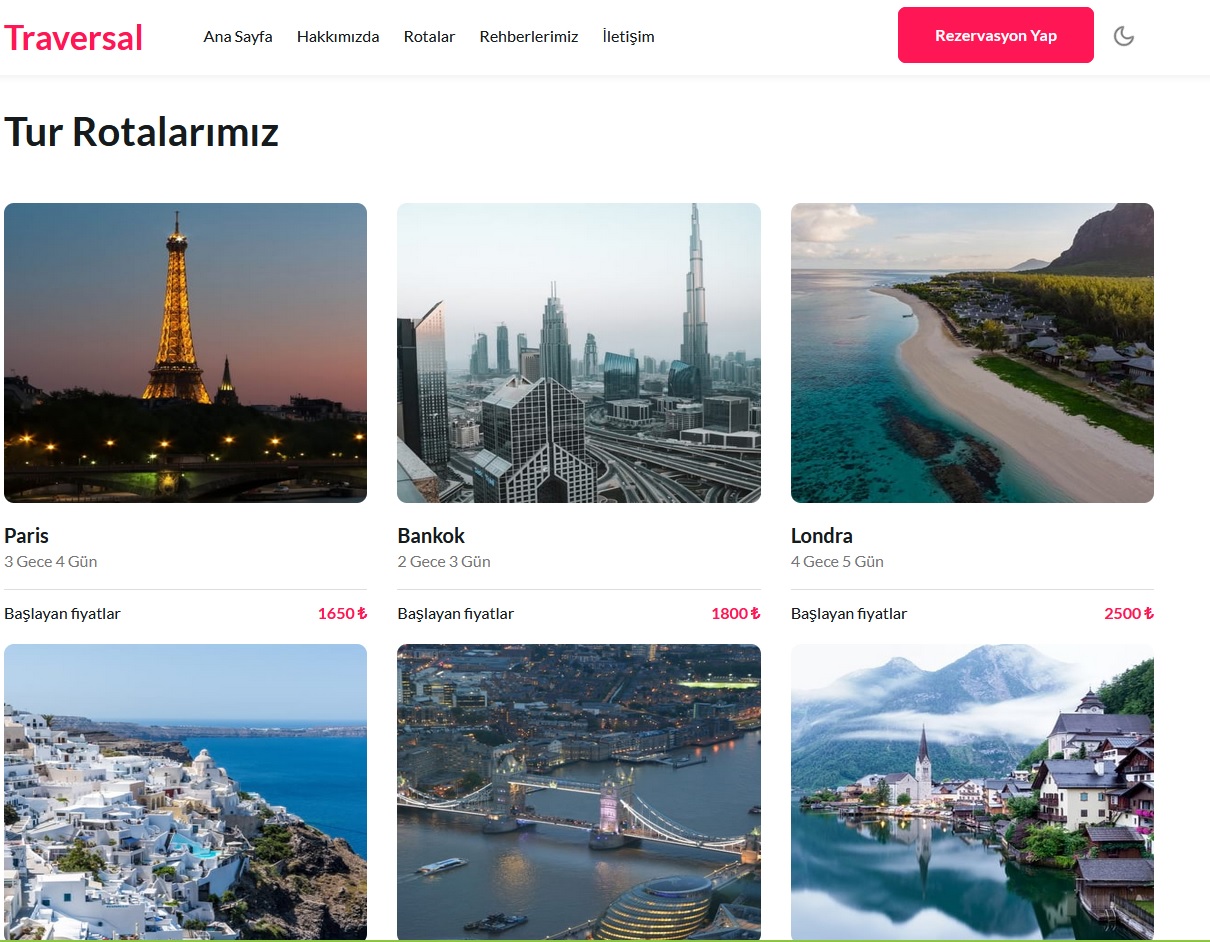 Traversal
Ana Sayfa Hakkımızda Rotalar Rehberlerimiz İletişim
Rezervasyon Yap
Tur Rotalarımız
Paris
3 Gece 4 Gün
Başlayan fiyatlar 1650 ₺
Bankok
2 Gece 3 Gün
Başlayan fiyatlar 1800 ₺
Londra
4 Gece 5 Gün
Başlayan fiyatlar 2500 ₺